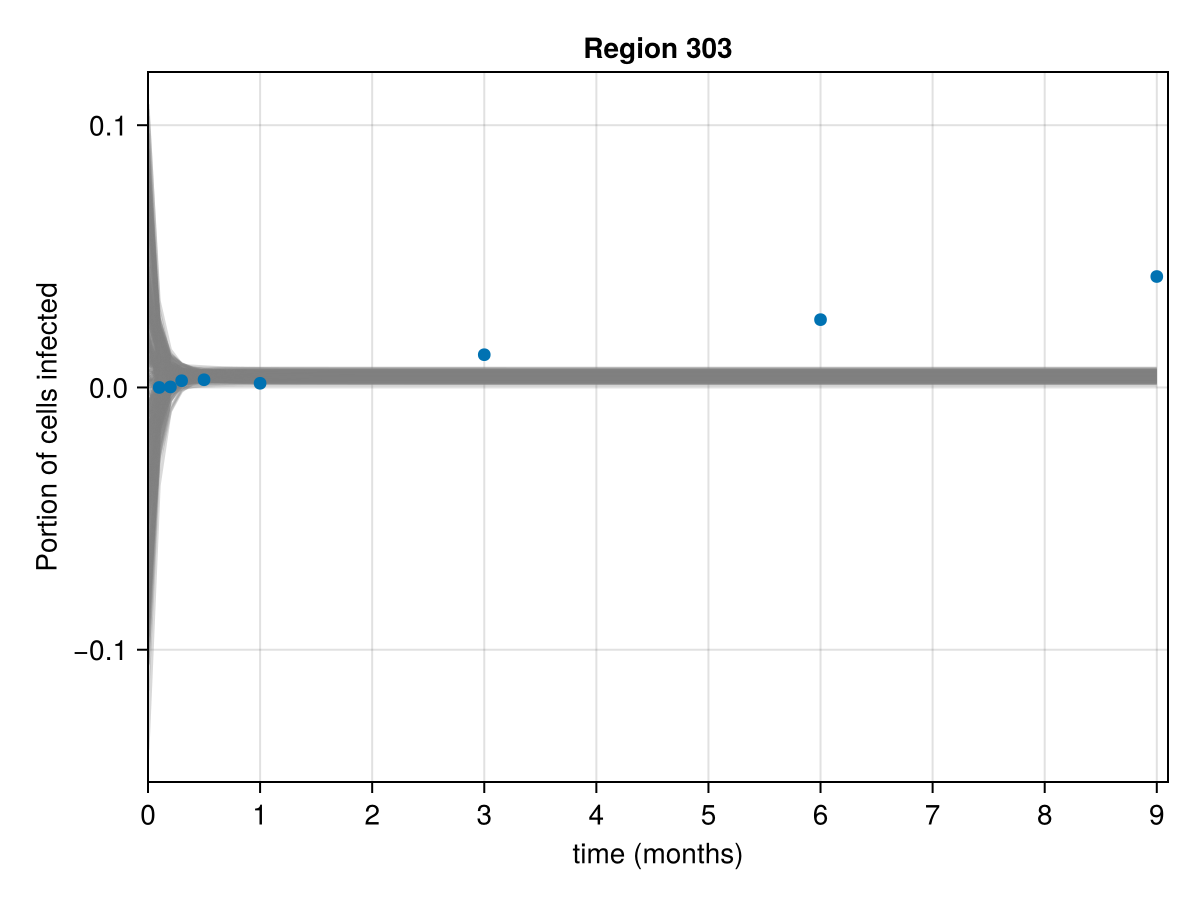 Region 303
Portion of cells infected
0.1
0.0
−0.1
0 1 2 3 4 5 6 7 8 9
time (months)